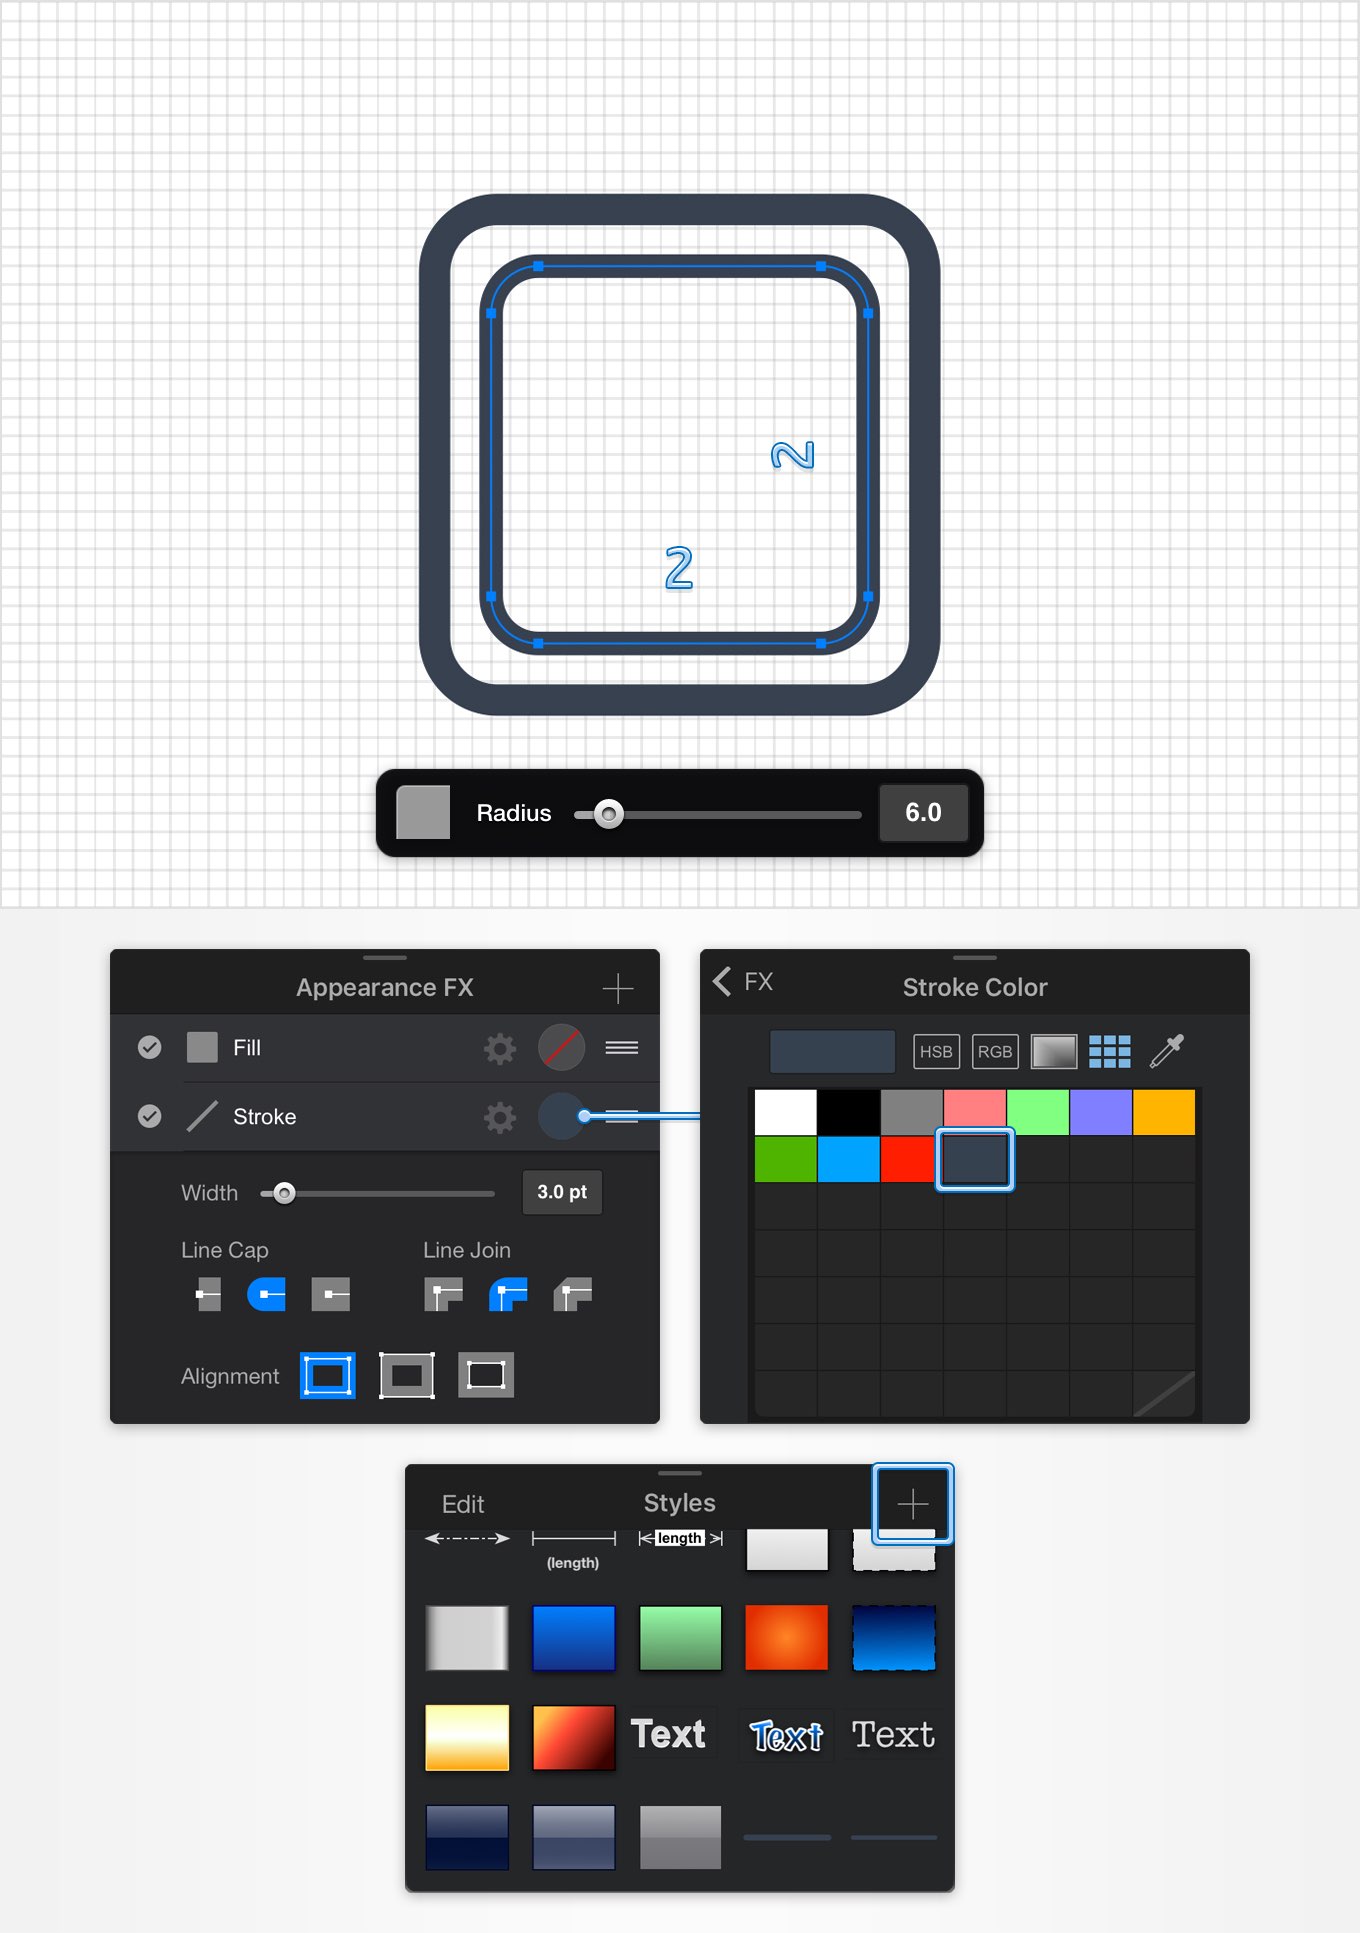 2
2
Radius 6.0
Appearance FX
Fill
Stroke
Width 3.0 pt
Line Cap Line Join
Alignment
FX Stroke Color
HSB RGB
Edit Styles
length
(length)
Text Text Text